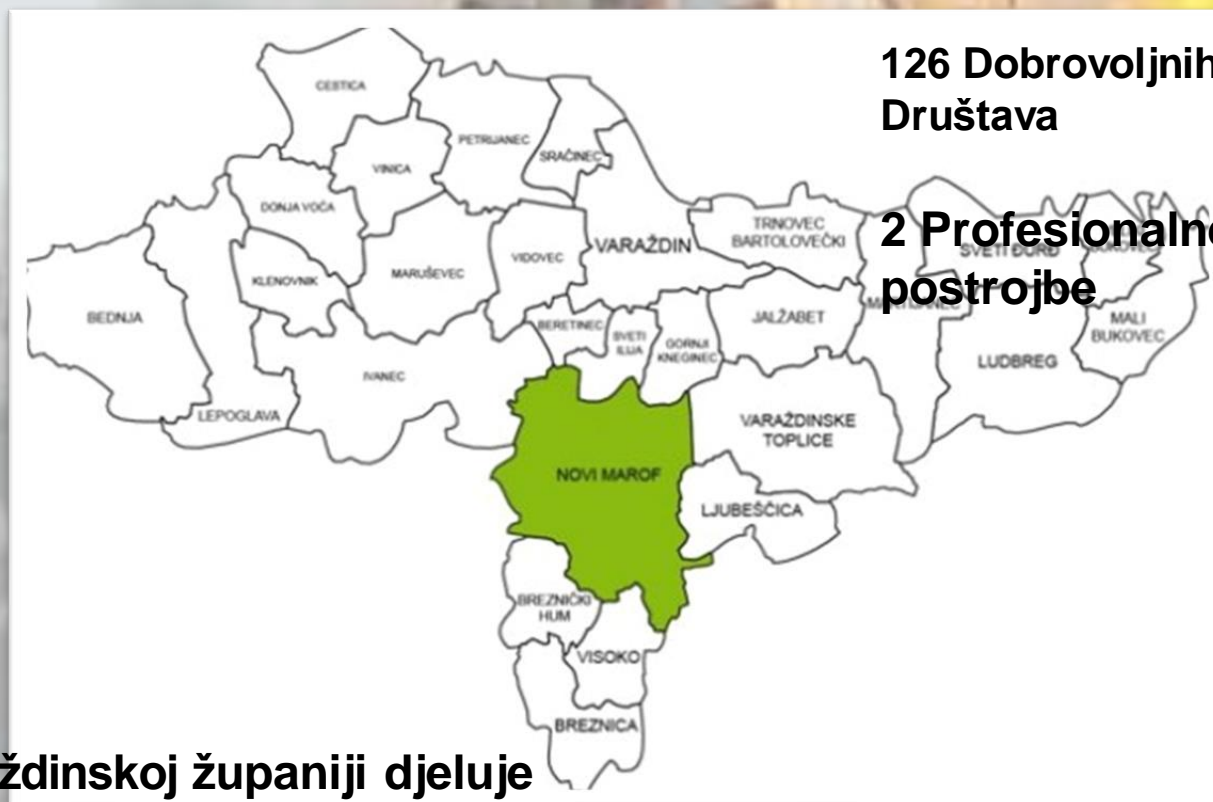 126 Dobrovoljnih
Društava
2 Profesionalne
postrojbe
CESTICA
PETRIJANEC
SRAČINEC
VINICA
DONJA VOĆA
TRNOVEC
BARTOLOVEČKI
VARAŽDIN
SVETI ĐURĐ
VIDOVEC
MARUŠEVEC
KLENOVNIK
BEDNJA
BERETINEC
SVETI
ILIJA
GORNJI
KNEGINEC
JALŽABET
MALI
BUKOVEC
LUDBREG
IVANEC
LEPOGLAVA
VARAŽDINSKE
TOPLICE
NOVI MAROF
LJUBEŠĆICA
BREZNIČKI
HUM
VISOKO
BREZNICA
ždinskoj županiji djeluje